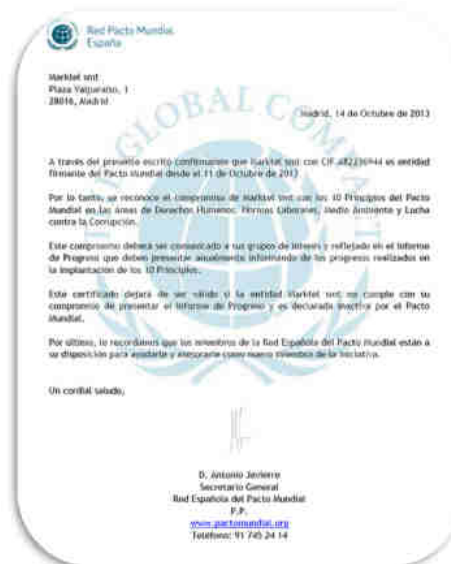 Red Pacto Mundial
España
Marktel smt
Plaza Valparaíso, 1
28016, Madrid
THE GLOBAL COMPACT
Madrid, 14 de Octubre de 2013
A través del presente escrito confirmamos que Marktel smt con CIF es entidad
firmante del Pacto Mundial desde el 11 de Octubre de 2013
Por lo tanto, se reconoce el compromiso de Marktel smt con los 10 Principios del Pacto
Mundial en las áreas de Derechos Humanos, Normas Laborales, Medio Ambiente y Lucha
contra la Corrupción.
Este compromiso deberá ser comunicado a sus grupos de interés y reflejado en el Informe
de Progreso que deben presentar anualmente informando de los progresos realizados en
la implantación de los 10 Principios.
Este certificado dejará de ser válido si la entidad Marktel smt no cumple con su
compromiso de presentar el Informe de Progreso y es declarada inactiva por el Pacto
Mundial.
Por último, le recordamos que los miembros de la Red Española del Pacto Mundial están a
su disposición para ayudarle y asesorarle como nuevo miembro de la iniciativa.
Un cordial saludo,
D. Antonio Javierre
Secretario General
Red Española del Pacto Mundial
P.P.
www.pactomundial.org
Teléfono: 91 745 24 14